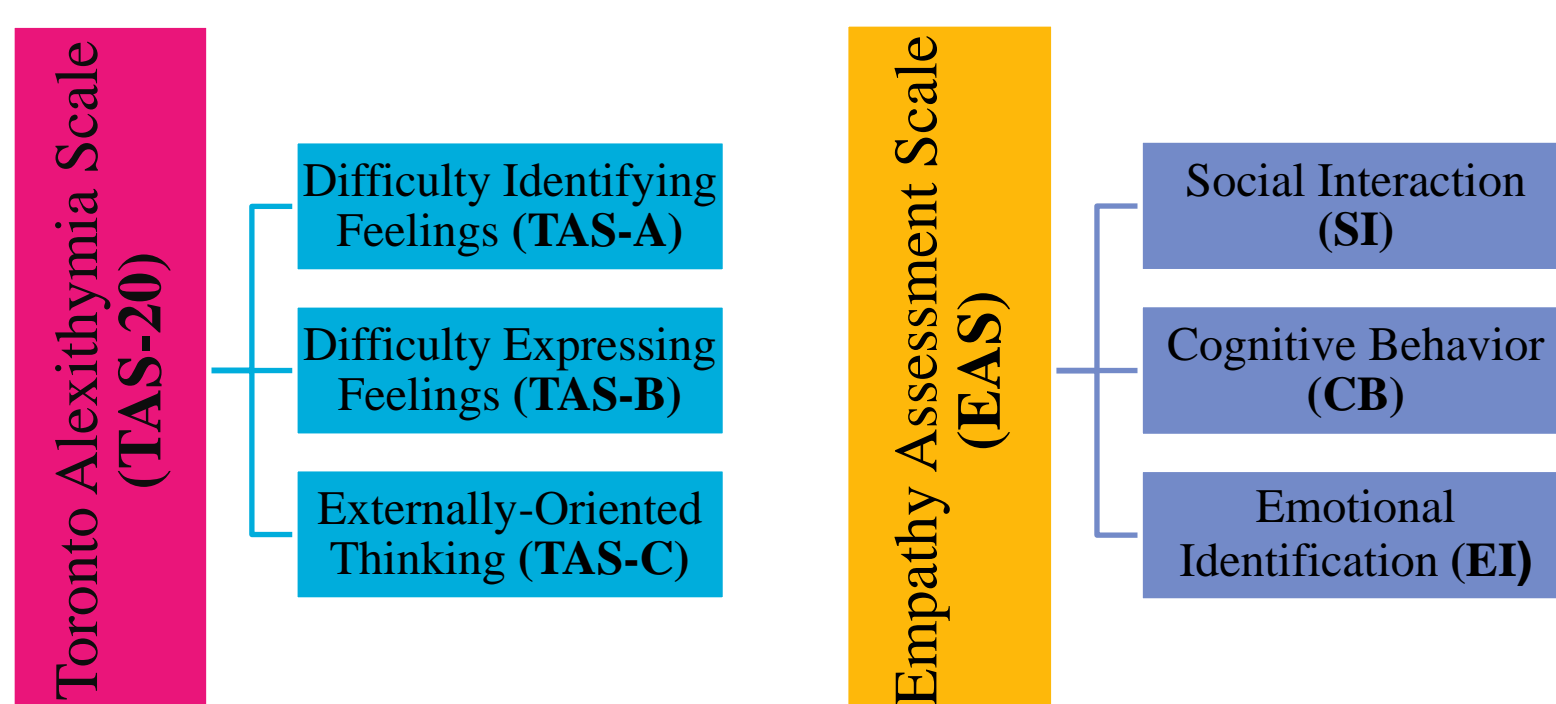 Toronto Alexithymia Scale
(TAS-20)
Difficulty Identifying
Feelings (TAS-A)
Difficulty Expressing
Feelings (TAS-B)
Externally-Oriented
Thinking (TAS-C)
Empathy Assessment Scale
(EAS)
Social Interaction
(SI)
Cognitive Behavior
(CB)
Emotional
Identification (EI)